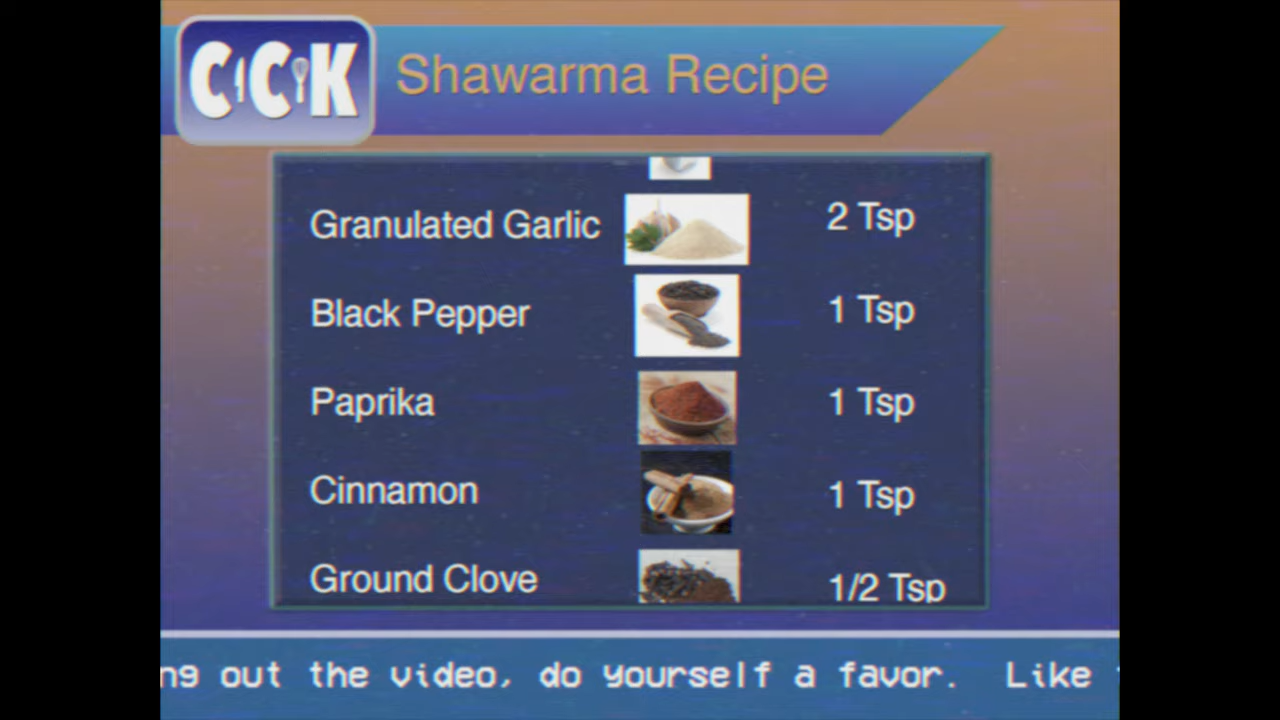 CCK
Shawarma Recipe
Granulated Garlic 2 Tsp
Black Pepper 1 Tsp
Paprika 1 Tsp
Cinnamon 1 Tsp
Ground Clove 1/2 Tsp
out the video, do yourself a favor. Like